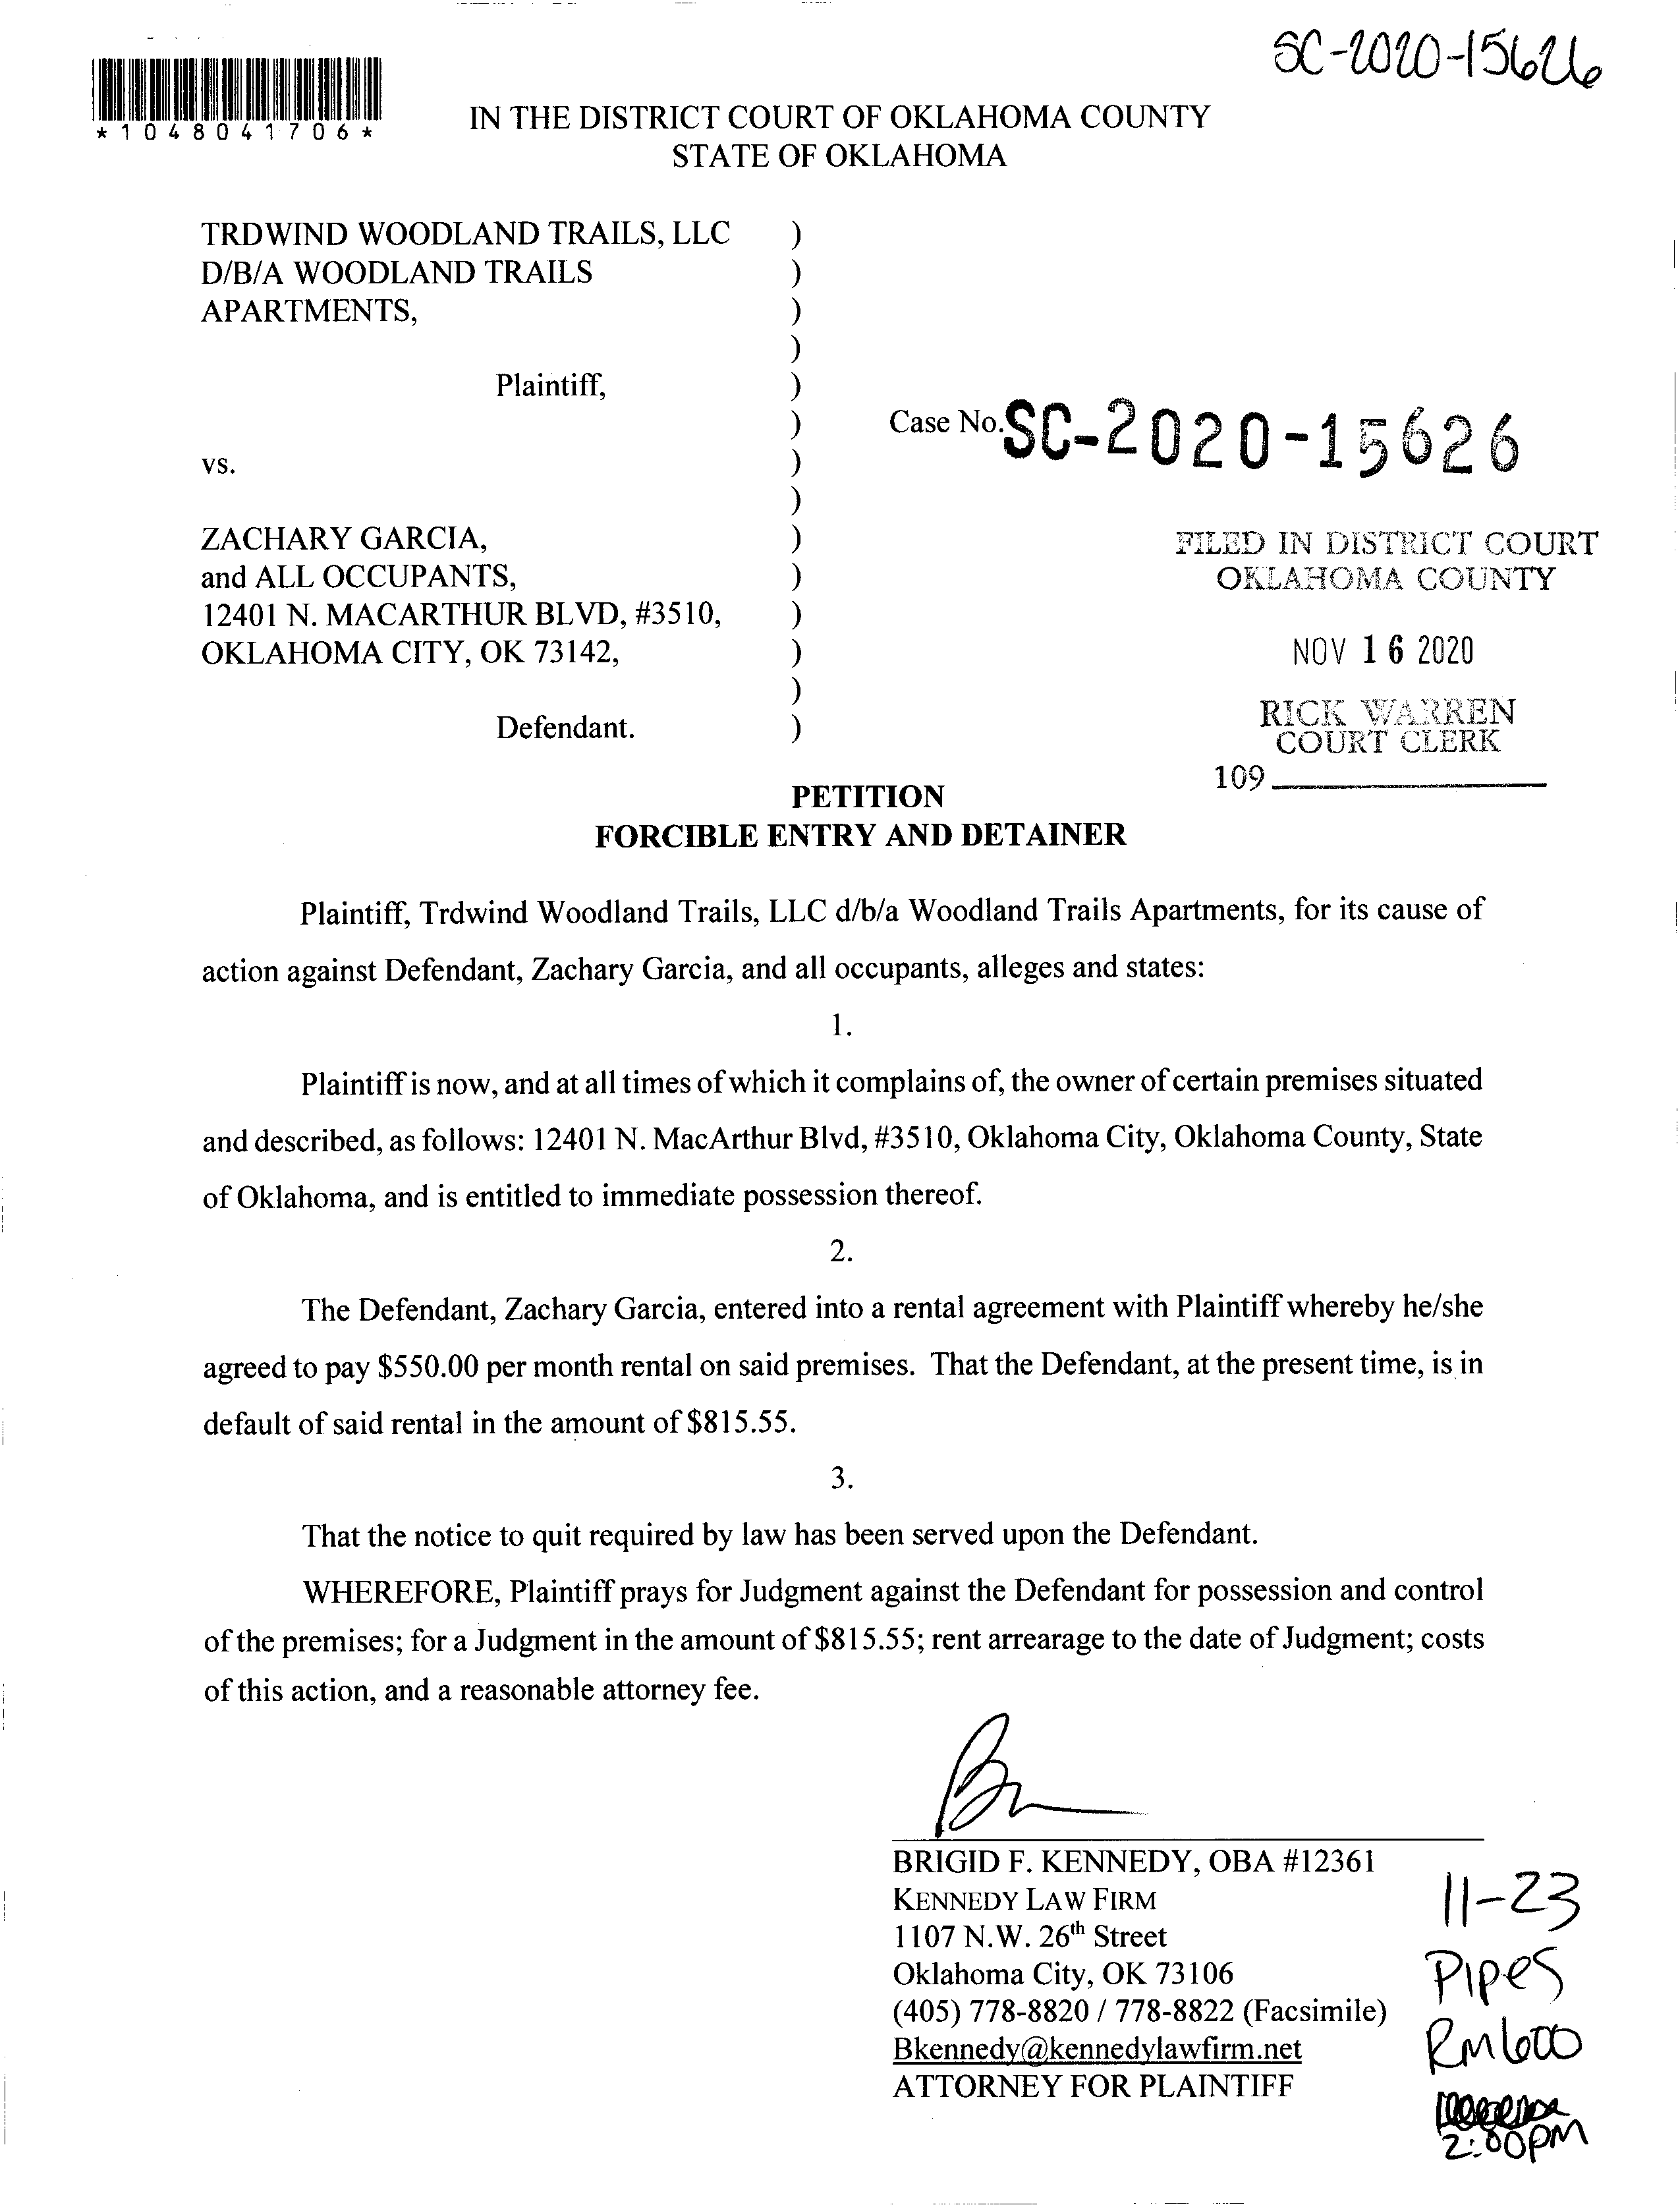 SC-2020-15626
*1048041706*
IN THE DISTRICT COURT OF OKLAHOMA COUNTY
STATE OF OKLAHOMA
TRDWIND WOODLAND TRAILS, LLC )
D/B/A WOODLAND TRAILS )
APARTMENTS, )
)
Plaintiff, )
) Case No. SC-2020-15626
vs. )
)
ZACHARY GARCIA, ) FILED IN DISTRICT COURT
and ALL OCCUPANTS, ) OKLAHOMA COUNTY
12401 N. MACARTHUR BLVD, #3510, )
OKLAHOMA CITY, OK 73142, ) NOV 16 2020
)
RICK WARREN
Defendant. ) COURT CLERK
109
PETITION
FORCIBLE ENTRY AND DETAINER
Plaintiff, Trdwind Woodland Trails, LLC d/b/a Woodland Trails Apartments, for its cause of
action against Defendant, Zachary Garcia, and all occupants, alleges and states:
1.
Plaintiff is now, and at all times of which it complains of, the owner of certain premises situated
and described, as follows: 12401 N. MacArthur Blvd, #3510, Oklahoma City, Oklahoma County, State
of Oklahoma, and is entitled to immediate possession thereof.
2.
The Defendant, Zachary Garcia, entered into a rental agreement with Plaintiff whereby he/she
agreed to pay $550.00 per month rental on said premises. That the Defendant, at the present time, is in
default of said rental in the amount of $815.55.
3.
That the notice to quit required by law has been served upon the Defendant.
WHEREFORE, Plaintiff prays for Judgment against the Defendant for possession and control
of the premises; for a Judgment in the amount of $815.55; rent arrearage to the date of Judgment; costs
of this action, and a reasonable attorney fee.
BRIGID F. KENNEDY, OBA #12361
KENNEDY LAW FIRM
1107 N.W. 26th Street
Oklahoma City, OK 73106
(405) 778-8820 / 778-8822 (Facsimile)
Bkennedy@kennedylawfirm.net
ATTORNEY FOR PLAINTIFF
11-23
Pipes
Rm 600
2:00pm